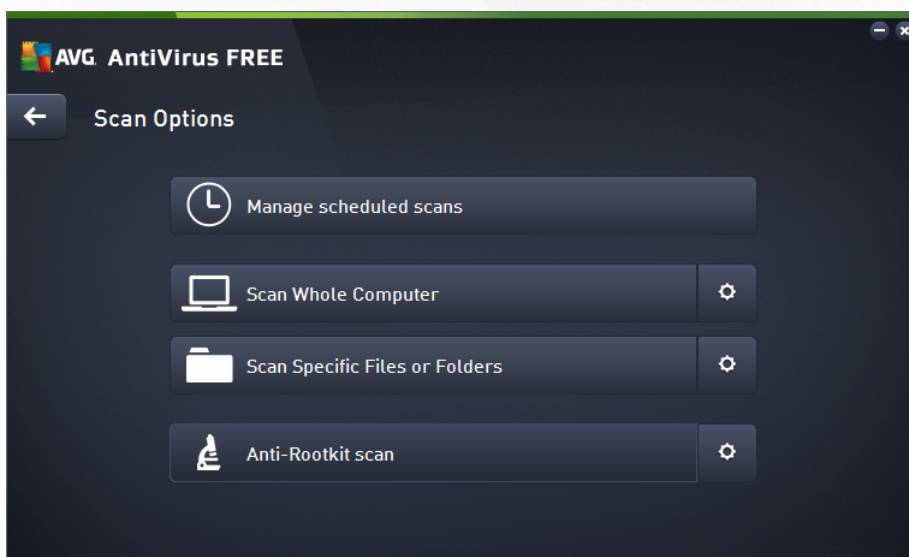 AVG. AntiVirus FREE
Scan Options
Manage scheduled scans
Scan Whole Computer
Scan Specific Files or Folders
Anti-Rootkit scan